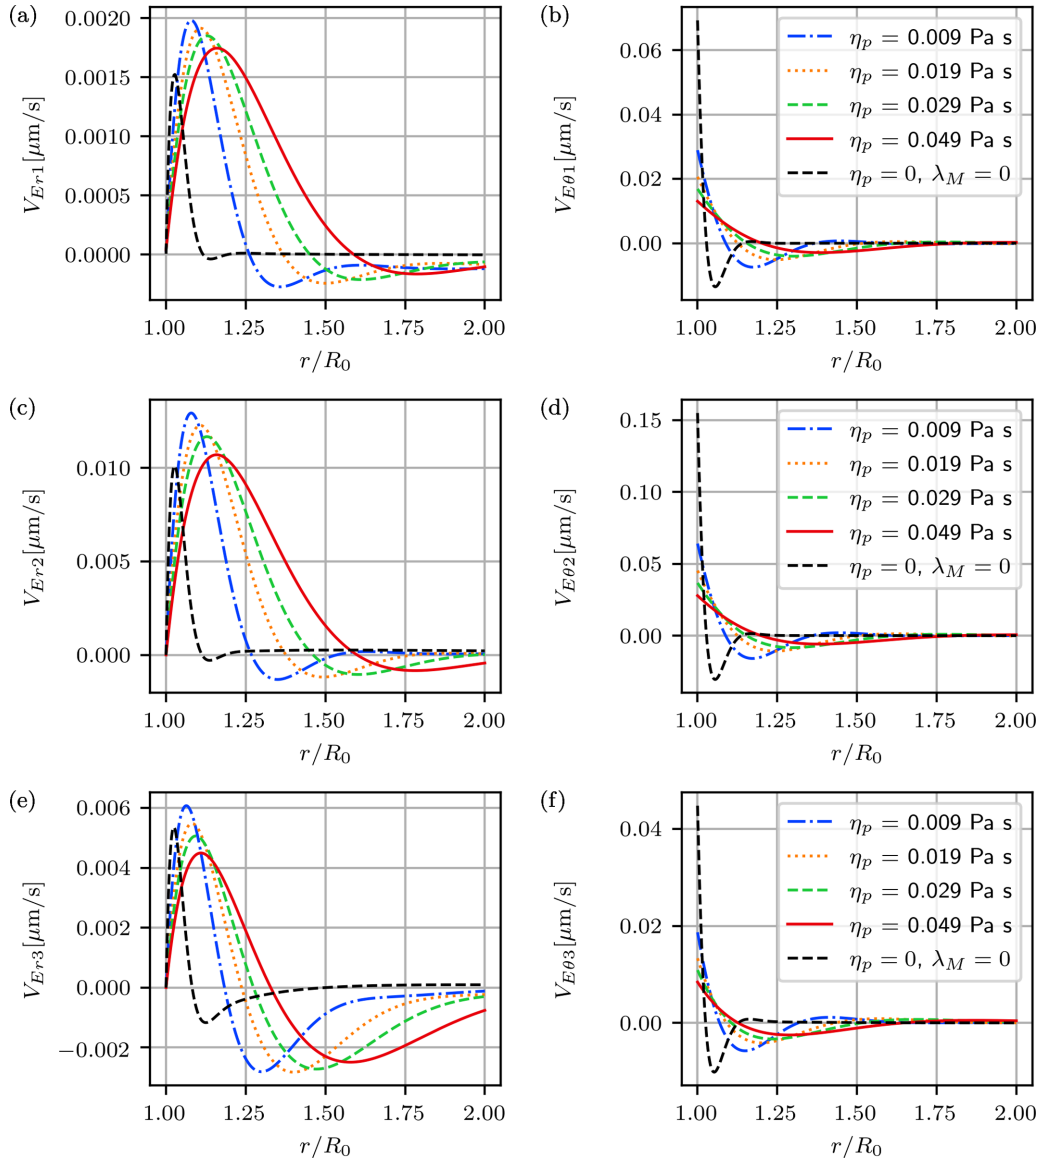 (a)
V_{Er1}[μm/s]
0.0020
0.0015
0.0010
0.0005
0.0000
1.00 1.25 1.50 1.75 2.00
r/R_0
(b)
V_{Eθ1}[μm/s]
0.06
0.04
0.02
0.00
η_p = 0.009 Pa s
η_p = 0.019 Pa s
η_p = 0.029 Pa s
η_p = 0.049 Pa s
η_p = 0, λ_M = 0
1.00 1.25 1.50 1.75 2.00
r/R_0
(c)
V_{Er2}[μm/s]
0.010
0.005
0.000
1.00 1.25 1.50 1.75 2.00
r/R_0
(d)
V_{Eθ2}[μm/s]
0.15
0.10
0.05
0.00
η_p = 0.009 Pa s
η_p = 0.019 Pa s
η_p = 0.029 Pa s
η_p = 0.049 Pa s
η_p = 0, λ_M = 0
1.00 1.25 1.50 1.75 2.00
r/R_0
(e)
V_{Er3}[μm/s]
0.006
0.004
0.002
0.000
−0.002
1.00 1.25 1.50 1.75 2.00
r/R_0
(f)
V_{Eθ3}[μm/s]
0.04
0.02
0.00
η_p = 0.009 Pa s
η_p = 0.019 Pa s
η_p = 0.029 Pa s
η_p = 0.049 Pa s
η_p = 0, λ_M = 0
1.00 1.25 1.50 1.75 2.00
r/R_0